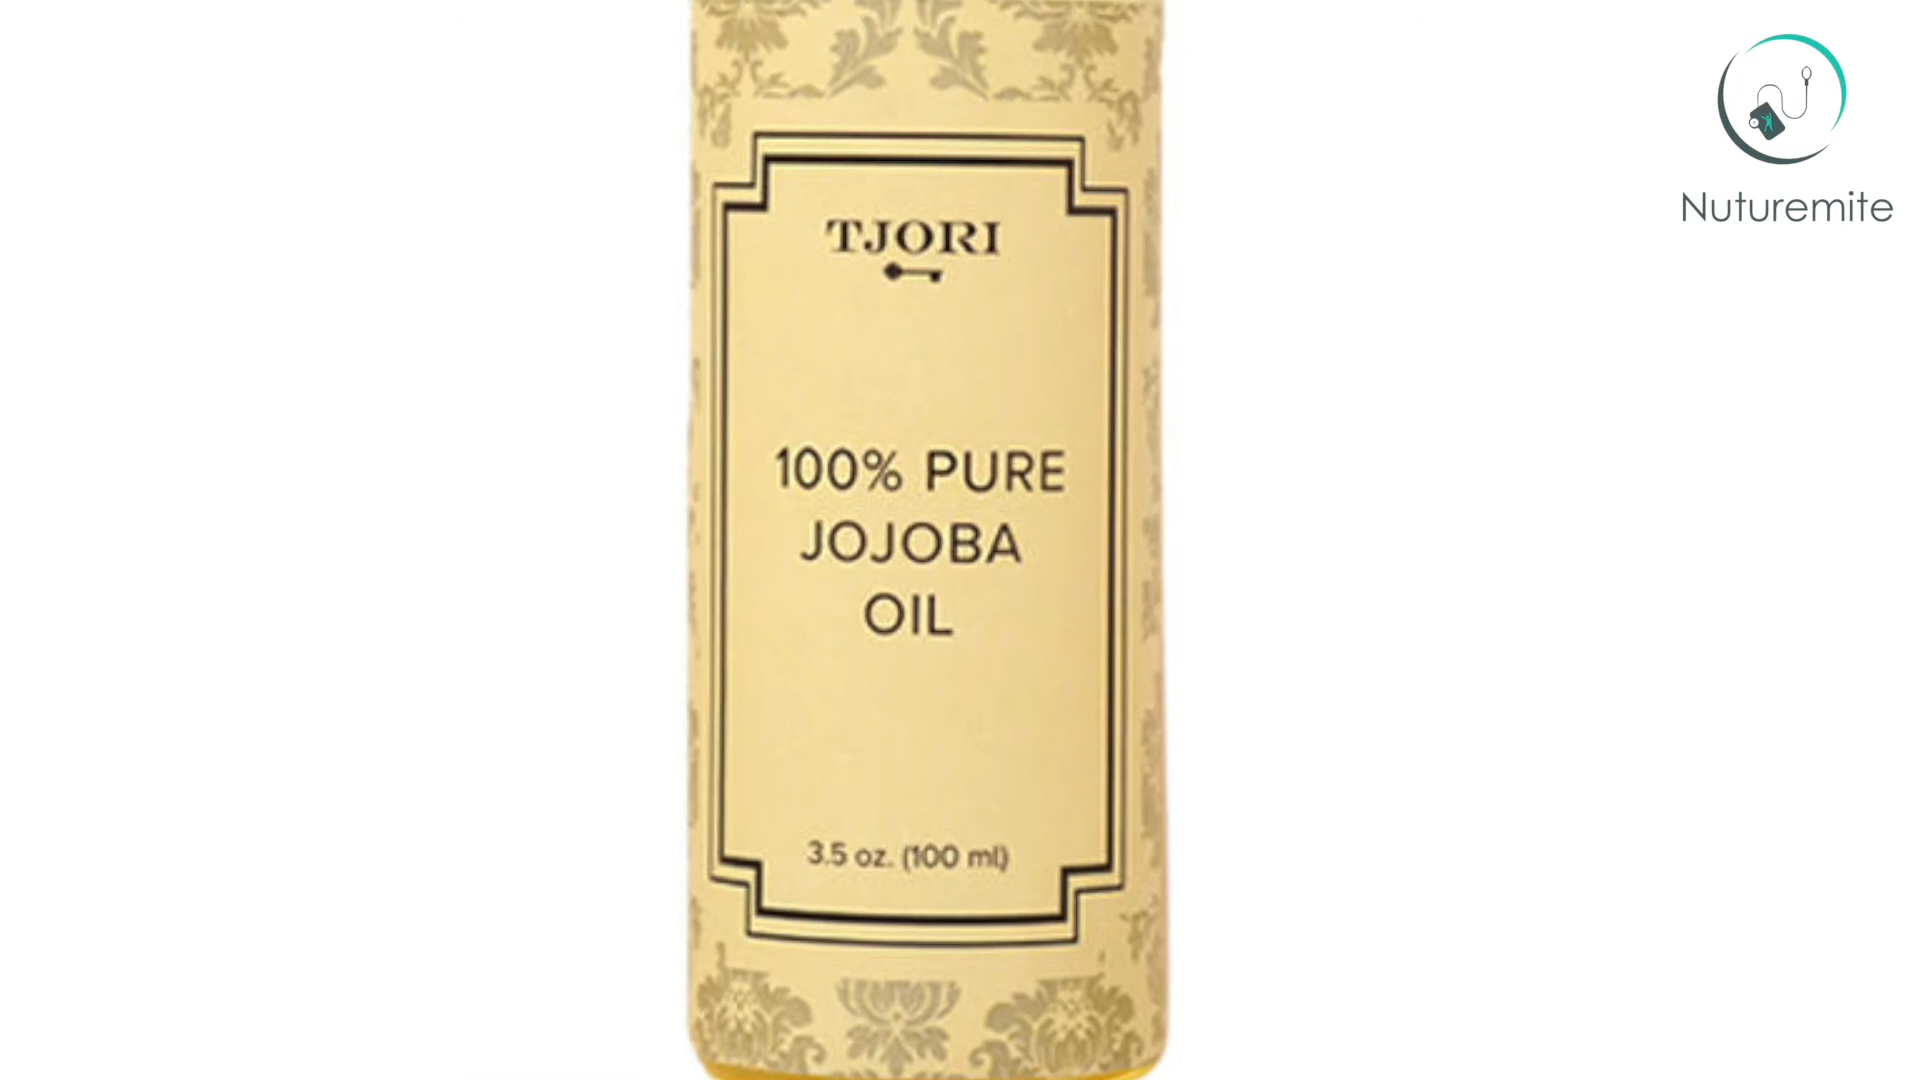 TJORI
100% PURE
JOJOBA
OIL
3.5 oz. (100 ml)
Nuturemite